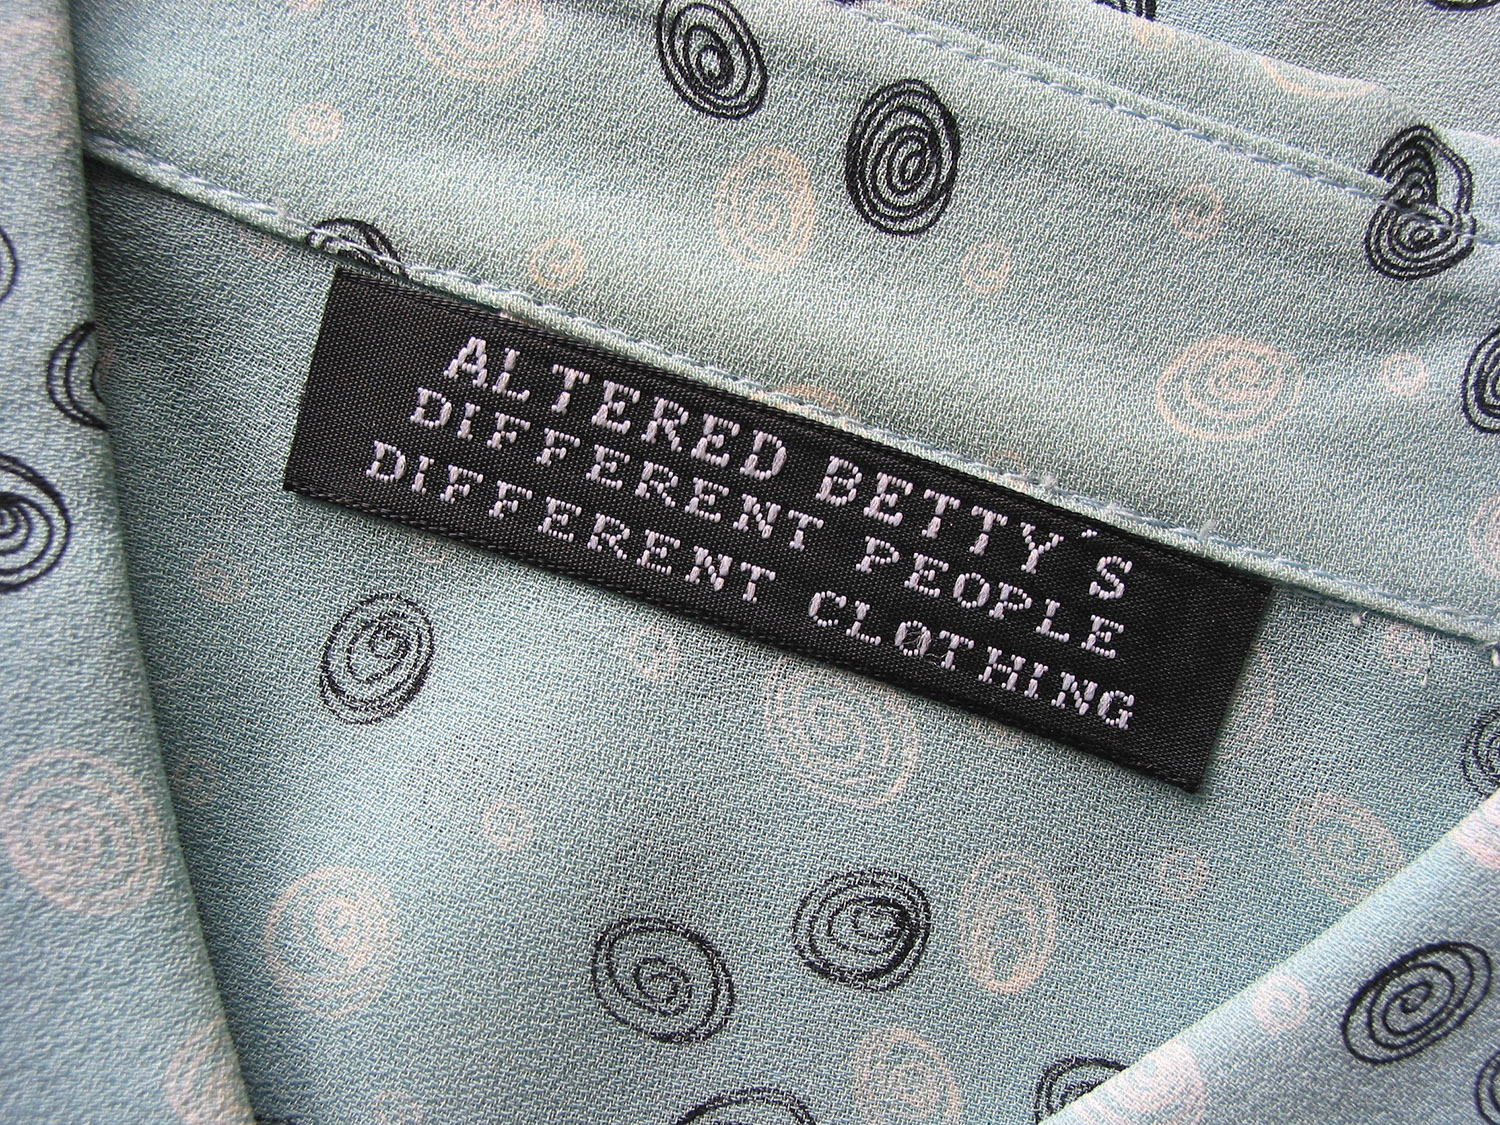 ALTERED BETTY'S
DIFFERENT PEOPLE
DIFFERENT CLOTHING